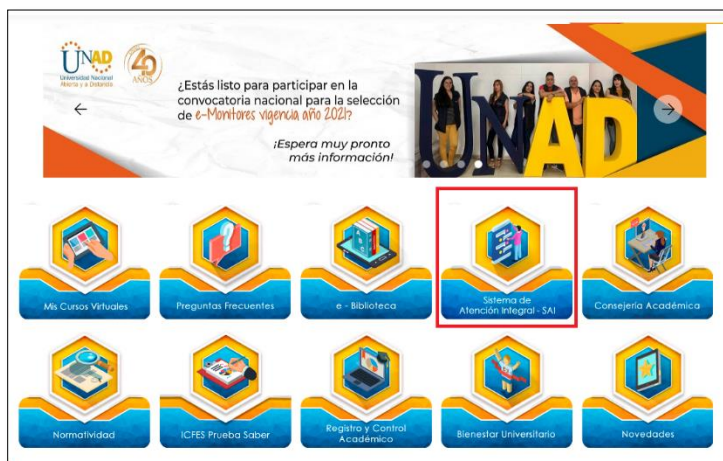 UNAD
Universidad Nacional
Abierta y a Distancia
40
AÑOS
¿Estás listo para participar en la
convocatoria nacional para la selección
de e-Monitores vigencia año 2021?
¡Espera muy pronto
más información!
UNAD
Mis Cursos Virtuales
Preguntas Frecuentes
e - Biblioteca
Sistema de
Atención Integral - SAI
Consejería Académica
Normatividad
ICFES Prueba Saber
Registro y Control
Académico
Bienestar Universitario
Novedades